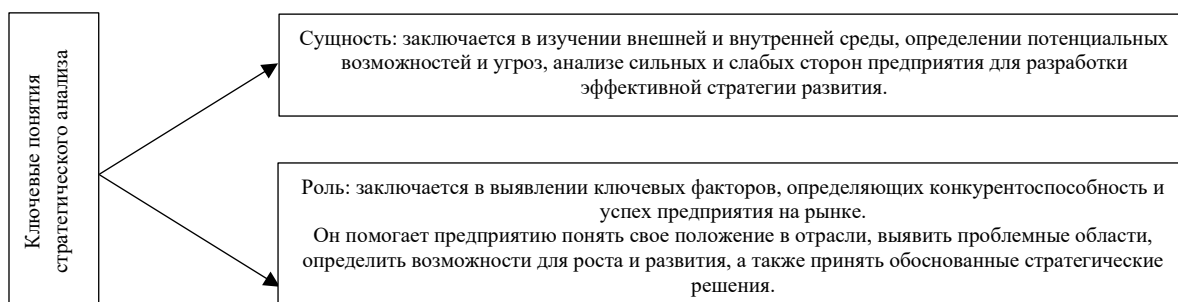 Ключевые понятия
стратегического анализа
Сущность: заключается в изучении внешней и внутренней среды, определении потенциальных
возможностей и угроз, анализе сильных и слабых сторон предприятия для разработки
эффективной стратегии развития.
Роль: заключается в выявлении ключевых факторов, определяющих конкурентоспособность и
успех предприятия на рынке.
Он помогает предприятию понять свое положение в отрасли, выявить проблемные области,
определить возможности для роста и развития, а также принять обоснованные стратегические
решения.